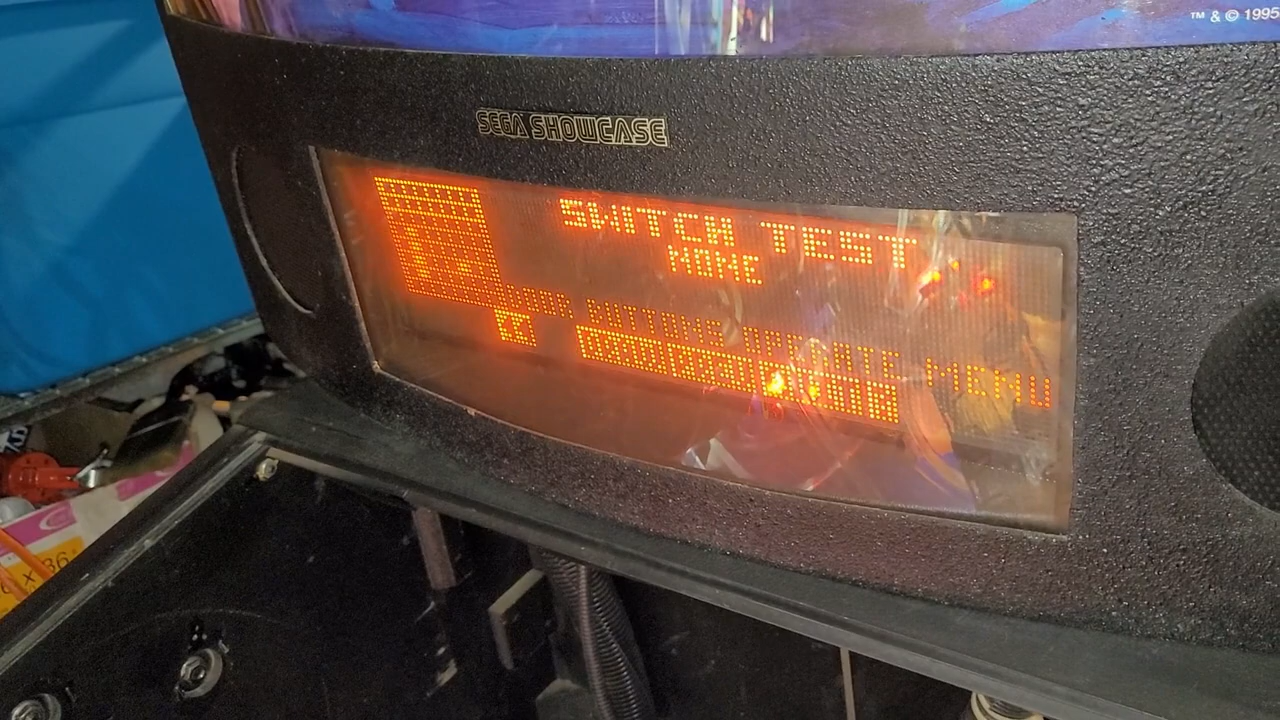 ™ & © 1995
SEGA SHOWCASE
SWITCH TEST
NONE
DOOR BUTTONS OPERATE MENU